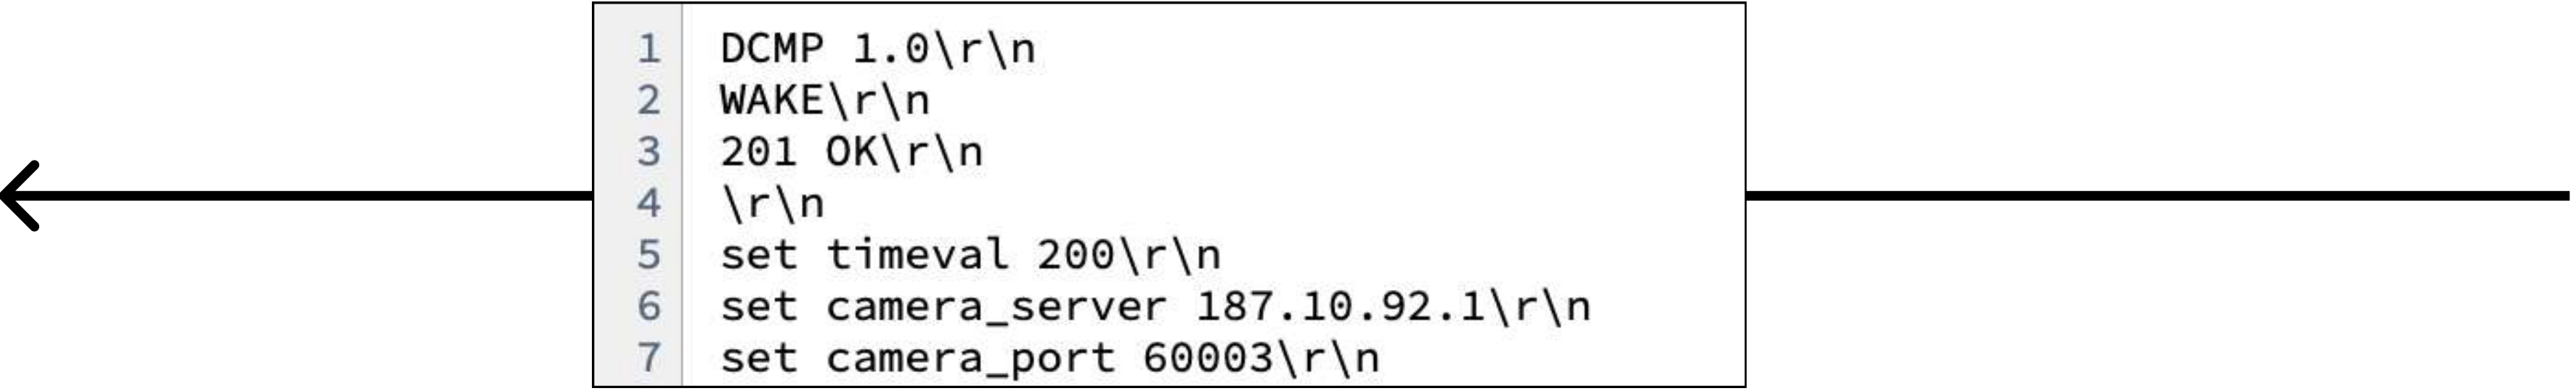 1 DCMP 1.0\r\n
2 WAKE\r\n
3 201 OK\r\n
4 \r\n
5 set timeval 200\r\n
6 set camera_server 187.10.92.1\r\n
7 set camera_port 60003\r\n